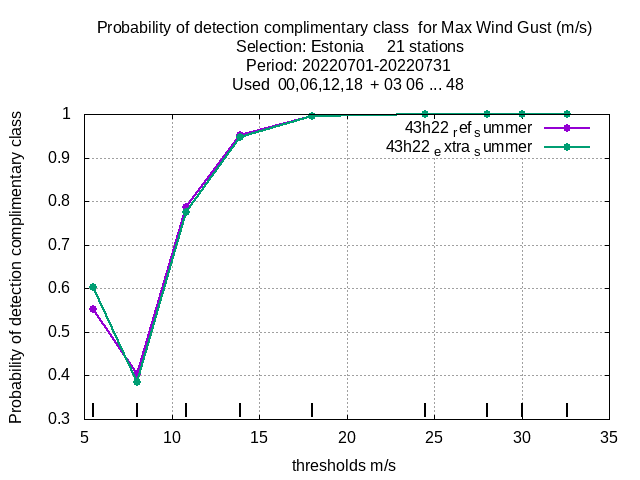 Probability of detection complimentary class  for Max Wind Gust (m/s)
Selection: Estonia     21 stations
Period: 20220701-20220731
Used  00,06,12,18  + 03 06 ... 48
Probability of detection complimentary class
1
0.9
0.8
0.7
0.6
0.5
0.4
0.3
43h22 ref summer
43h22 extra summer
5 10 15 20 25 30 35
thresholds m/s